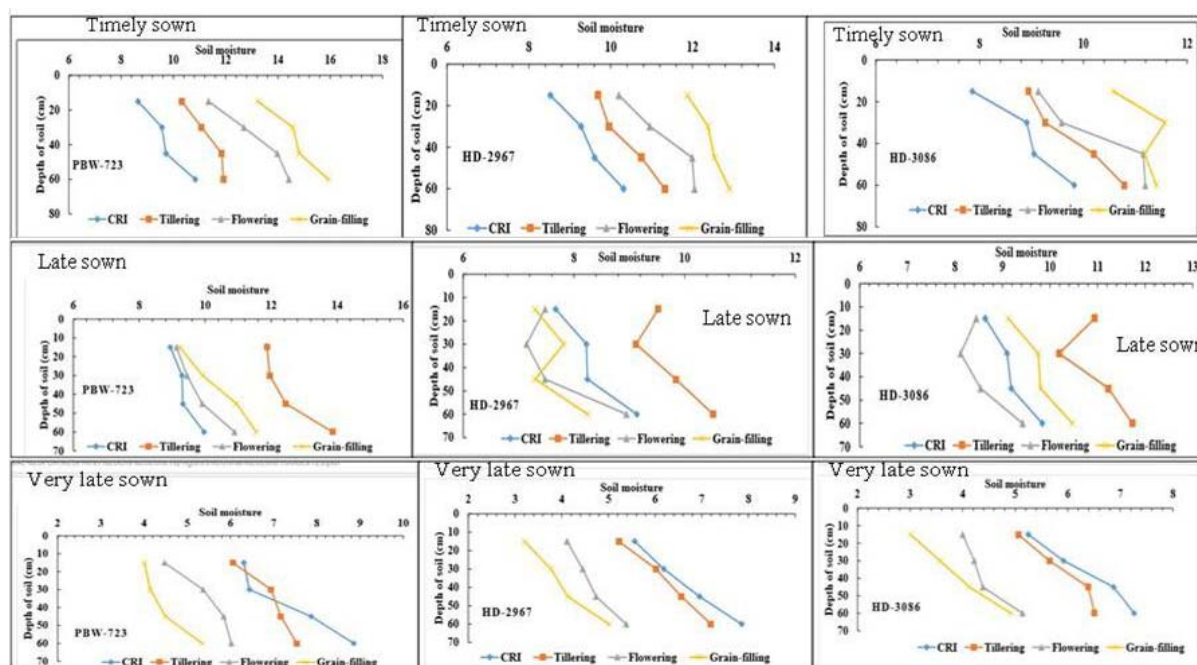 Timely sown
Soil moisture
6 8 10 12 14 16 18
Depth of soil (cm)
0
20
40
60
80
PBW-723
CRI Tillering Flowering Grain-filling
Timely sown
Soil moisture
6 8 10 12 14
Depth of soil (cm)
0
20
40
60
80
HD-2967
CRI Tillering Flowering Grain-filling
Timely sown
Soil moisture
6 8 10 12
Depth of soil (cm)
0
20
40
60
80
HD-3086
CRI Tillering Flowering Grain-filling
Late sown
Soil moisture
6 8 10 12 14 16
Depth of soil (cm)
0
10
20
30
40
50
60
70
PBW-723
CRI Tillering Flowering Grain-filling
Soil moisture
6 8 10 12
Depth of soil (cm)
0
10
20
30
40
50
60
70
Late sown
HD-2967
CRI Tillering Flowering Grain-filling
Soil moisture
6 7 8 9 10 11 12 13
Depth of soil (cm)
0
10
20
30
40
50
60
70
Late sown
HD-3086
CRI Tillering Flowering Grain-filling
Very late sown
Soil moisture
2 3 4 5 6 7 8 9 10
Depth of soil (cm)
0
10
20
30
40
50
60
70
PBW-723
CRI Tillering Flowering Grain-filling
Very late sown
Soil moisture
2 3 4 5 6 7 8 9
Depth of soil (cm)
0
10
20
30
40
50
60
70
HD-2967
CRI Tillering Flowering Grain-filling
Very late sown
Soil moisture
2 3 4 5 6 7 8
Depth of soil (cm)
0
10
20
30
40
50
60
70
HD-3086
CRI Tillering Flowering Grain-filling